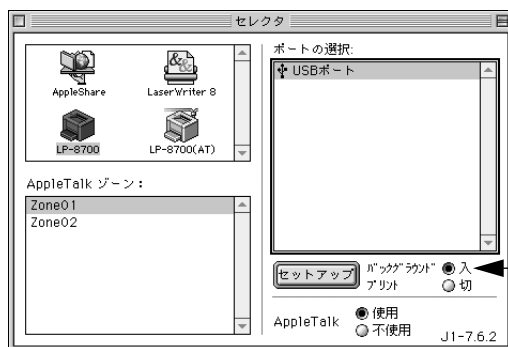 セレクタ
AppleShare
LaserWriter 8
LP-8700
LP-8700(AT)
AppleTalk ゾーン：
Zone01
Zone02
ポートの選択:
USBポート
セットアップ
バックグラウンド
プリント
入
切
AppleTalk
使用
不使用
J1-7.6.2